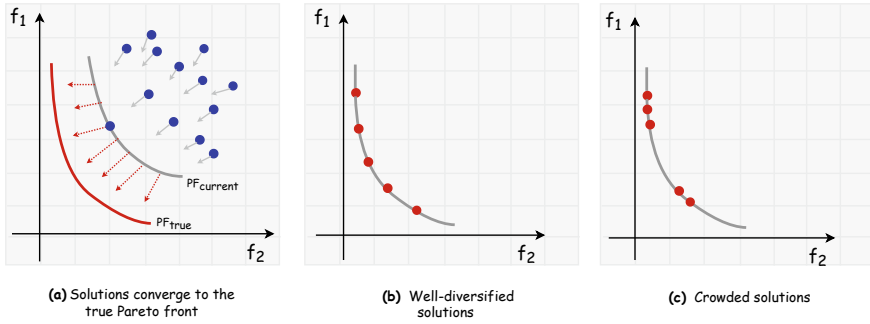 f1
PFcurrent
PFtrue
f2
(a) Solutions converge to the
true Pareto front
f1
f2
(b) Well-diversified
solutions
f1
f2
(c) Crowded solutions